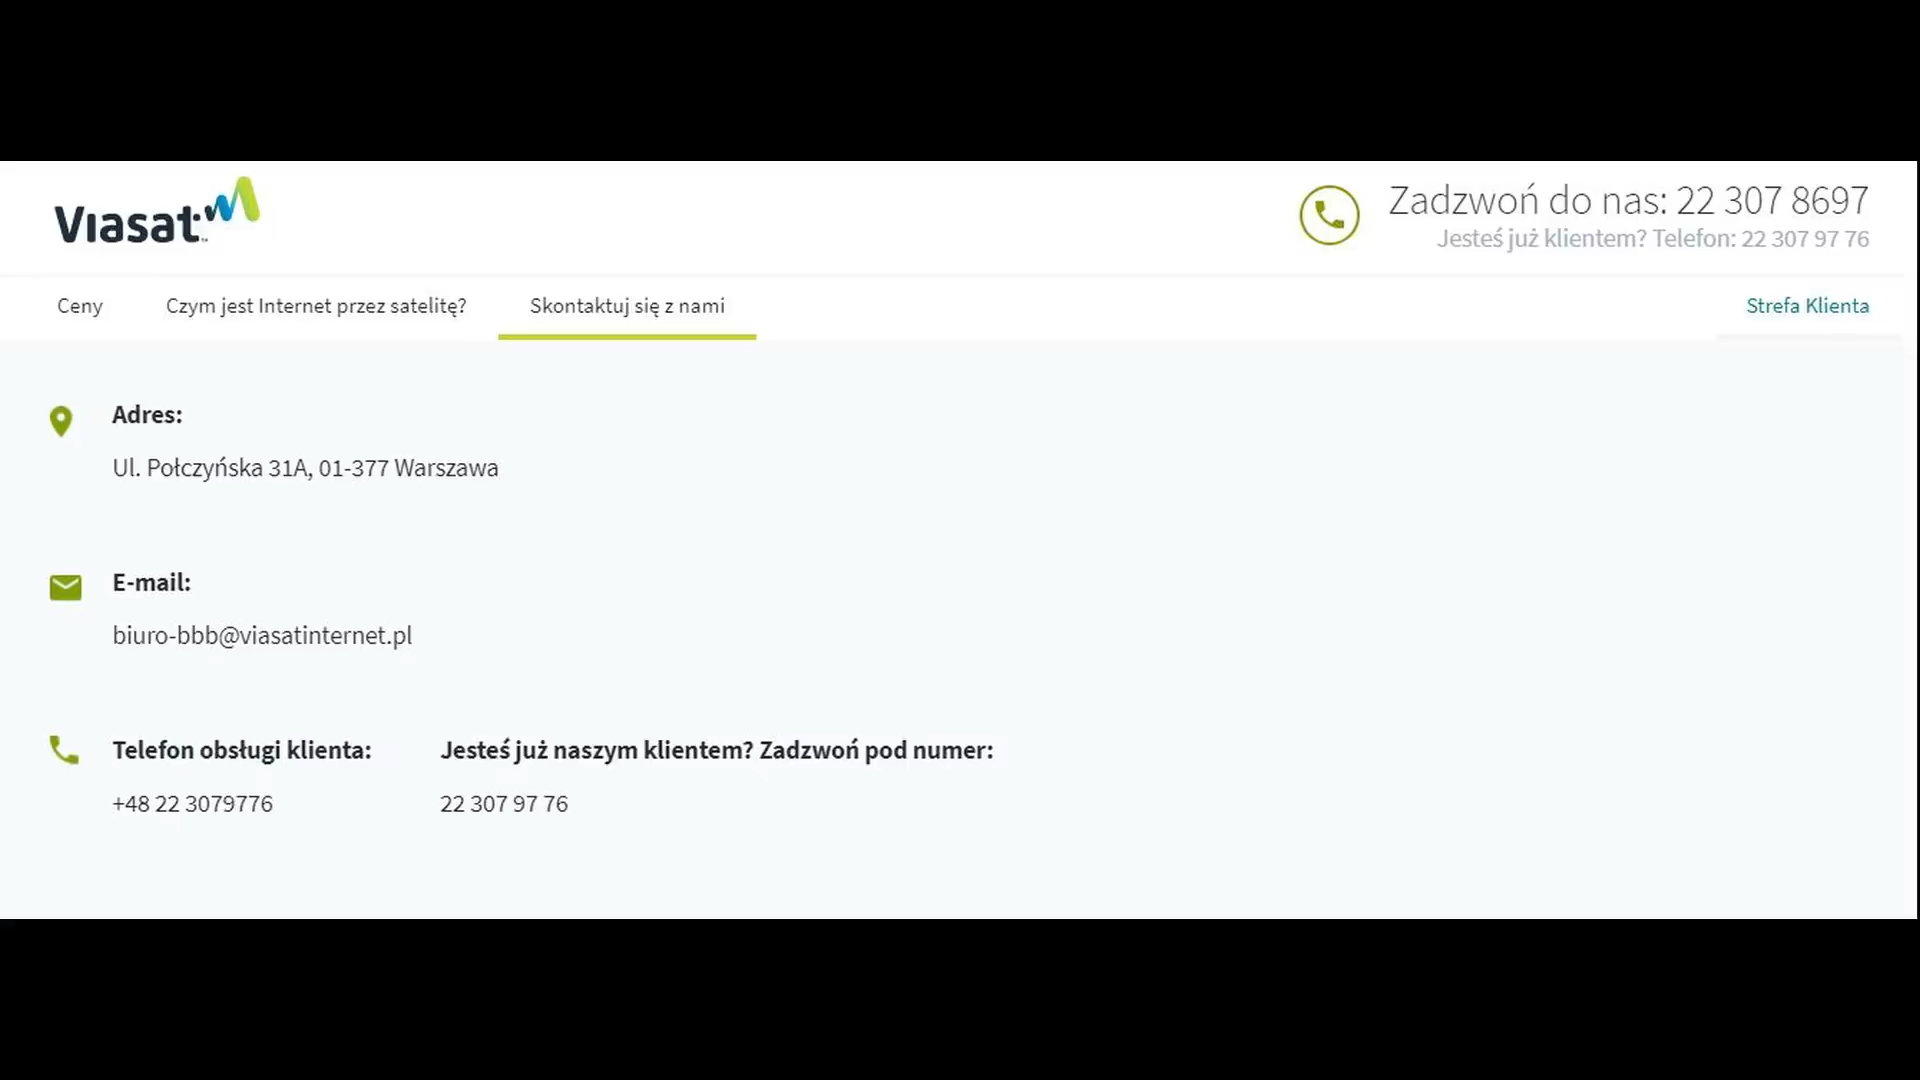 Viasat
Zadzwoń do nas: 22 307 8697
Jesteś już klientem? Telefon: 22 307 97 76
Ceny
Czym jest Internet przez satelitę?
Skontaktuj się z nami
Strefa Klienta
Adres:
Ul. Połczyńska 31A, 01-377 Warszawa
E-mail:
biuro-bbb@viasatinternet.pl
Telefon obsługi klienta:
+48 22 3079776
Jesteś już naszym klientem? Zadzwoń pod numer:
22 307 97 76